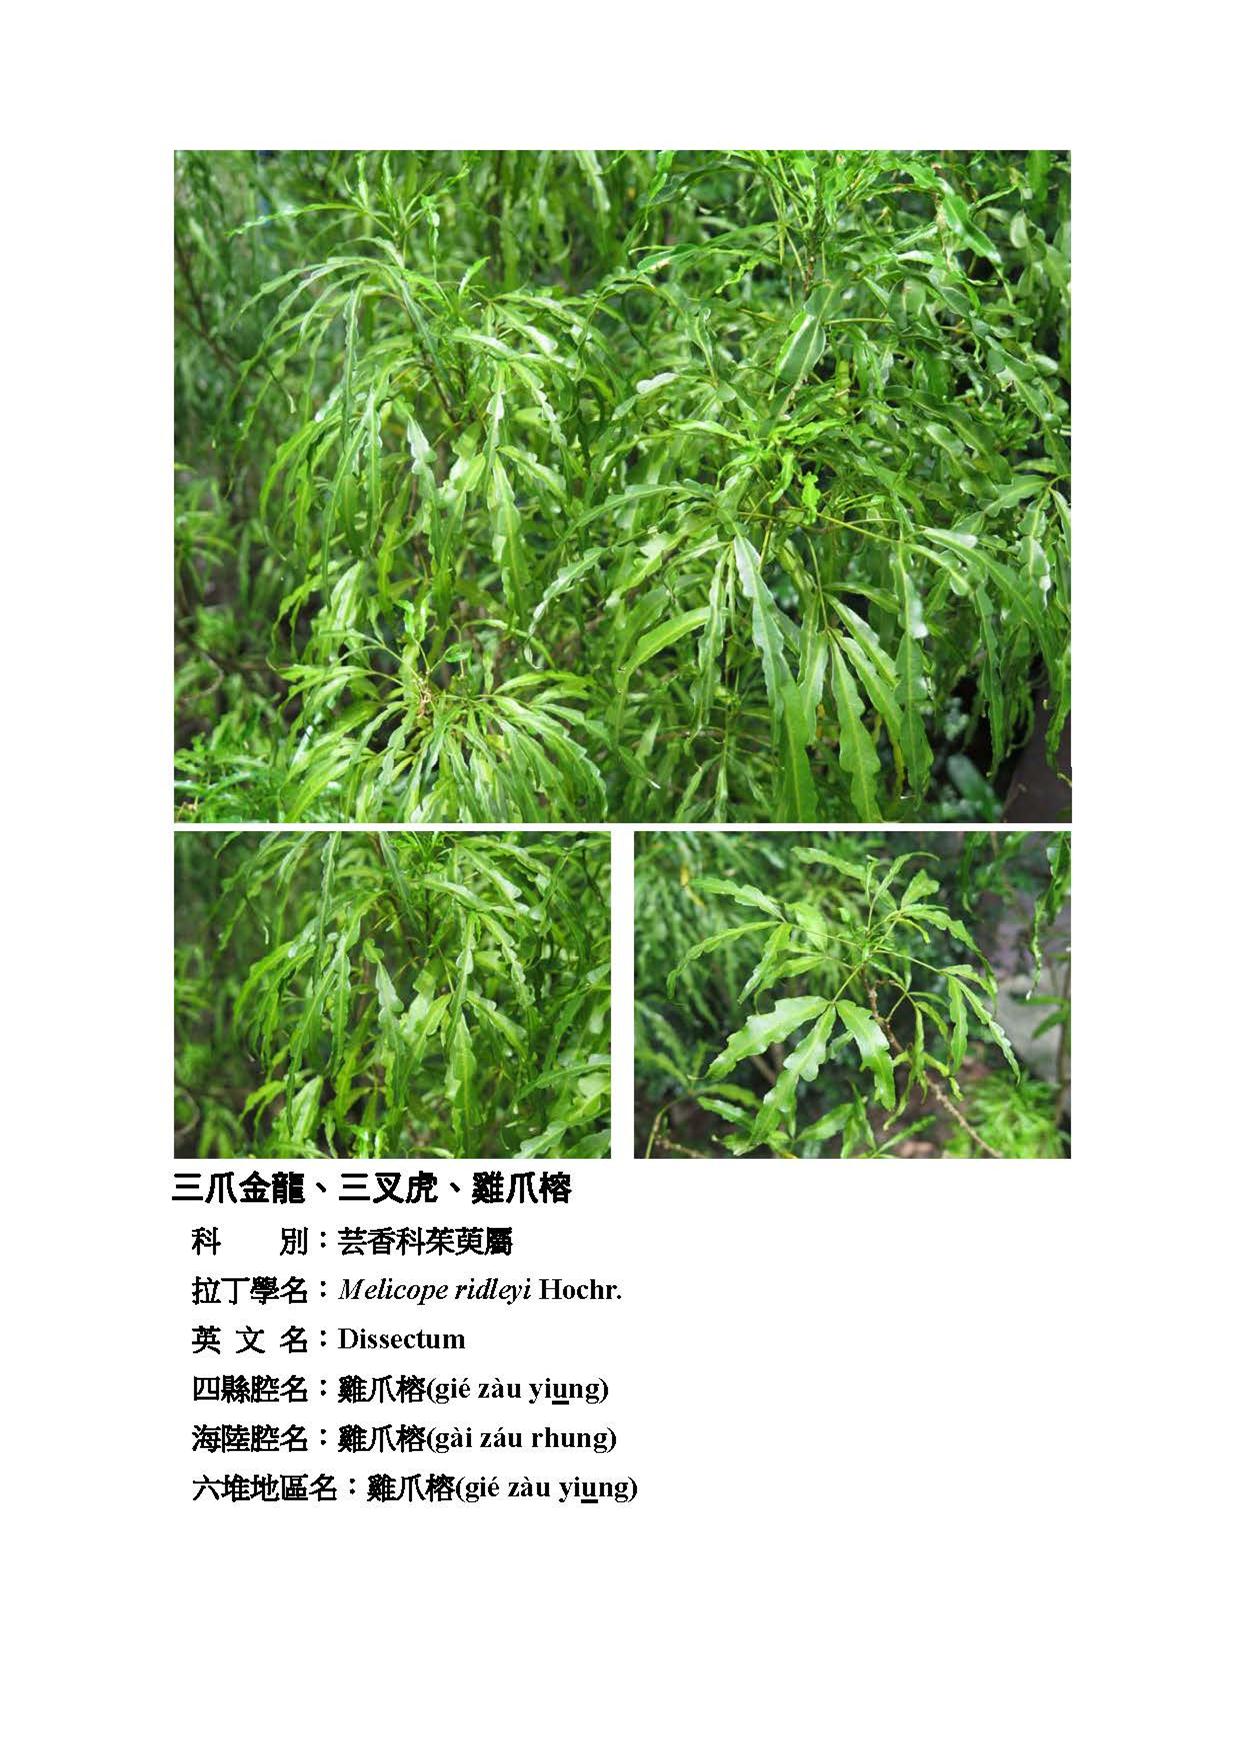 三爪金龍、三叉虎、雞爪榕
科　　別：芸香科茱萸屬
拉丁學名：Melicope ridleyi Hochr.
英 文 名：Dissectum
四縣腔名：雞爪榕(gié zàu yiung)
海陸腔名：雞爪榕(gài záu rhung)
六堆地區名：雞爪榕(gié zàu yiung)